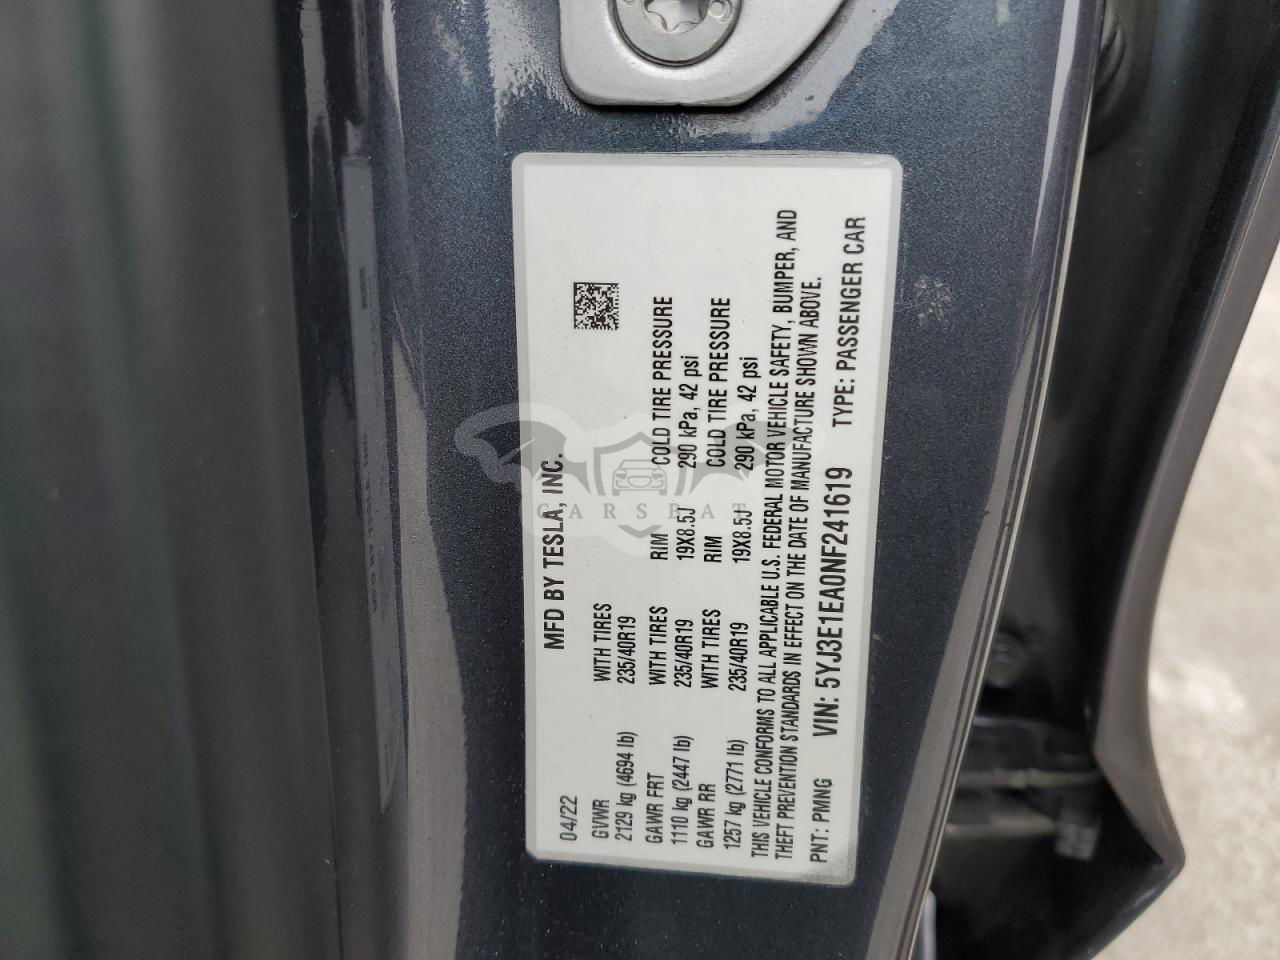 MFD BY TESLA, INC.
04/22
GVWR WITH TIRES
2129 kg (4694 lb) 235/40R19
GAWR FRT WITH TIRES RIM COLD TIRE PRESSURE
1110 kg (2447 lb) 235/40R19 19X8.5J 290 kPa, 42 psi
GAWR RR WITH TIRES RIM COLD TIRE PRESSURE
1257 kg (2771 lb) 235/40R19 19X8.5J 290 kPa, 42 psi
THIS VEHICLE CONFORMS TO ALL APPLICABLE U.S. FEDERAL MOTOR VEHICLE SAFETY, BUMPER, AND
THEFT PREVENTION STANDARDS IN EFFECT ON THE DATE OF MANUFACTURE SHOWN ABOVE.
PNT: PMNG VIN: 5YJ3E1EA0NF241619 TYPE: PASSENGER CAR
CARSBAT